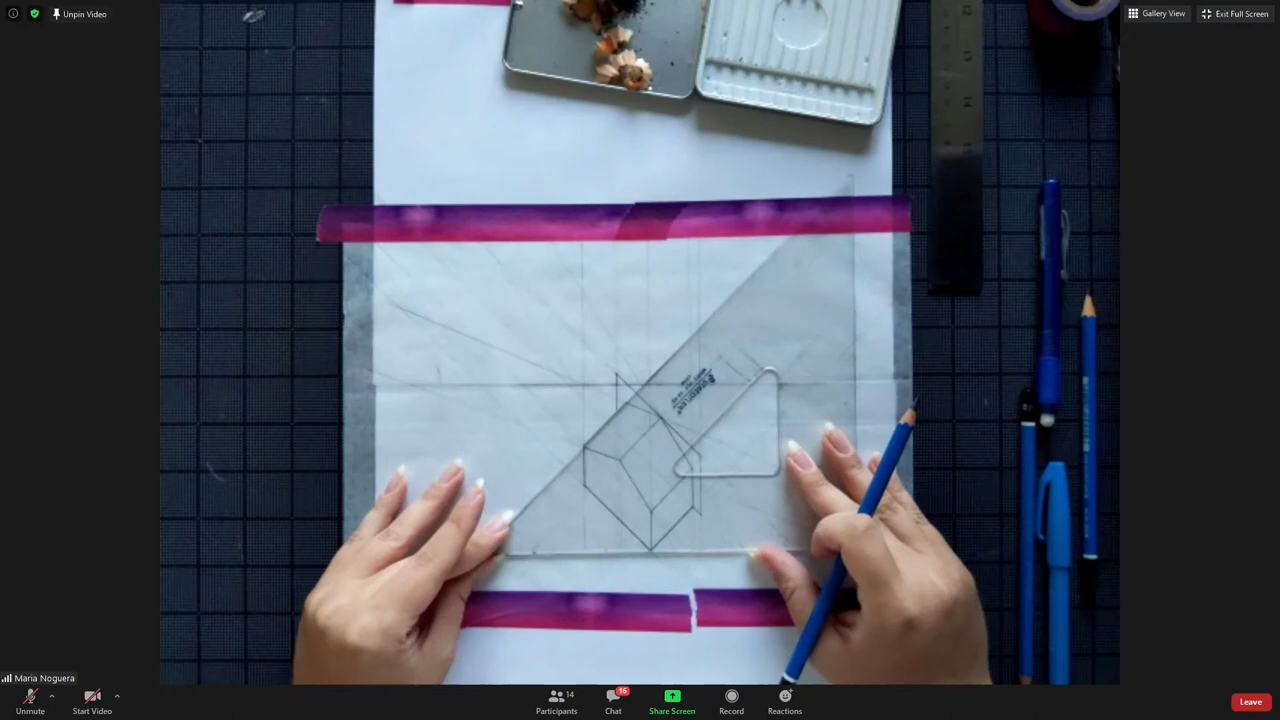 Unpin Video
Gallery View
Exit Full Screen
Maria Noguera
Unmute
Start Video
Participants
14
Chat
16
Share Screen
Record
Reactions
Leave